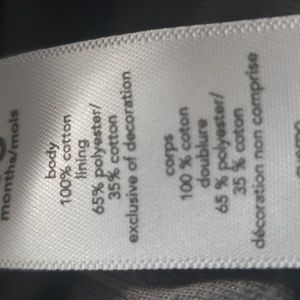 months/mois
body
100% cotton
lining
65% polyester/
35% cotton
exclusive of decoration
corps
100 % coton
doublure
65 % polyester/
35 % coton
décoration non comprise